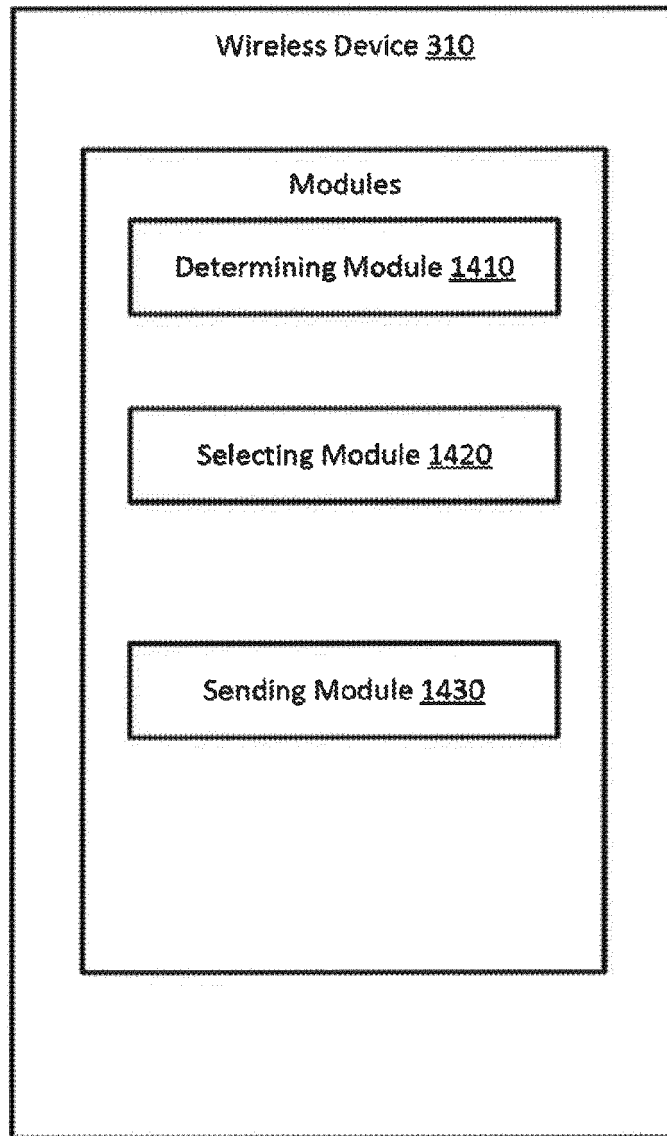 Wireless Device 310
Modules
Determining Module 1410
Selecting Module 1420
Sending Module 1430